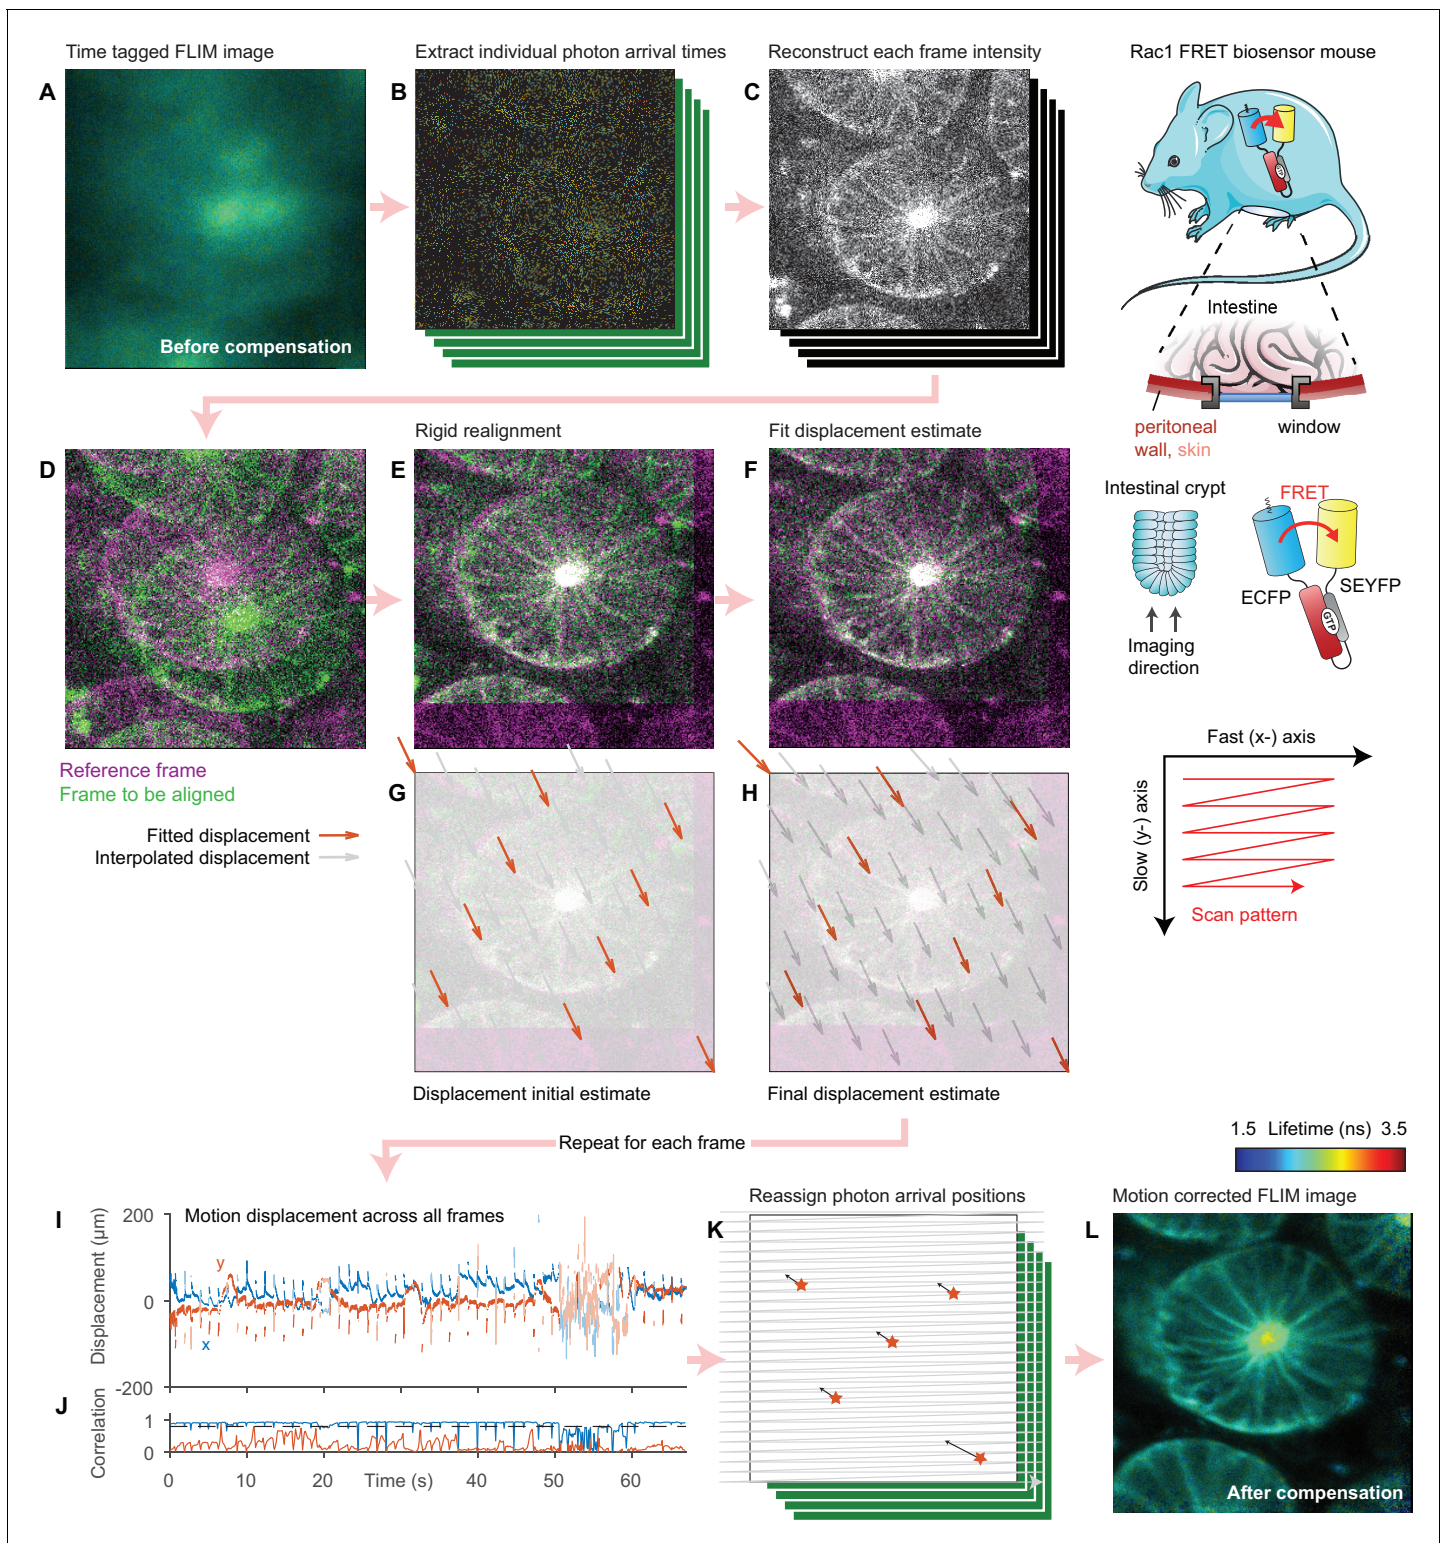 Time tagged FLIM image
Extract individual photon arrival times
Reconstruct each frame intensity
Rac1 FRET biosensor mouse
A
B
C
Before compensation
Intestine
peritoneal
wall, skin
window
Rigid realignment
Fit displacement estimate
D
E
F
Intestinal crypt
FRET
ECFP
SEYFP
GTP
Imaging
direction
Reference frame
Frame to be aligned
Fitted displacement
Interpolated displacement
G
H
Fast (x-) axis
Slow (y-) axis
Scan pattern
Displacement initial estimate
Final displacement estimate
Repeat for each frame
1.5 Lifetime (ns) 3.5
I
Motion displacement across all frames
Displacement (µm)
200
0
-200
y
x
J
Correlation
1
0
0 10 20 Time (s) 40 50 60
Reassign photon arrival positions
K
Motion corrected FLIM image
L
After compensation